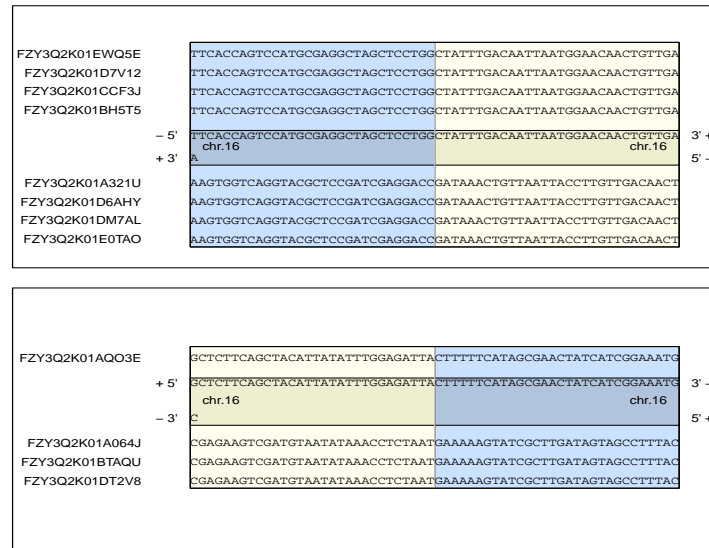 FZY3Q2K01EWQ5E TTCACCAGTCCATGCGAGGCTAGCTCCTGGCTATTTGACAATTAATGGAACAACTGTTGA
FZY3Q2K01D7V12 TTCACCAGTCCATGCGAGGCTAGCTCCTGGCTATTTGACAATTAATGGAACAACTGTTGA
FZY3Q2K01CCF3J TTCACCAGTCCATGCGAGGCTAGCTCCTGGCTATTTGACAATTAATGGAACAACTGTTGA
FZY3Q2K01BH5T5 TTCACCAGTCCATGCGAGGCTAGCTCCTGGCTATTTGACAATTAATGGAACAACTGTTGA
− 5' TTCACCAGTCCATGCGAGGCTAGCTCCTGGCTATTTGACAATTAATGGAACAACTGTTGA 3' +
chr.16 chr.16
+ 3' A 5' −
FZY3Q2K01A321U AAGTGGTCAGGTACGCTCCGATCGAGGACCGATAAACTGTTAATTACCTTGTTGACAACT
FZY3Q2K01D6AHY AAGTGGTCAGGTACGCTCCGATCGAGGACCGATAAACTGTTAATTACCTTGTTGACAACT
FZY3Q2K01DM7AL AAGTGGTCAGGTACGCTCCGATCGAGGACCGATAAACTGTTAATTACCTTGTTGACAACT
FZY3Q2K01E0TAO AAGTGGTCAGGTACGCTCCGATCGAGGACCGATAAACTGTTAATTACCTTGTTGACAACT
FZY3Q2K01AQO3E GCTCTTCAGCTACATTATATTTGGAGATTACTTTTTCATAGCGAACTATCATCGGAAATG
+ 5' GCTCTTCAGCTACATTATATTTGGAGATTACTTTTTCATAGCGAACTATCATCGGAAATG 3' −
chr.16 chr.16
− 3' C 5' +
FZY3Q2K01A064J CGAGAAGTCGATGTAATATAAACCTCTAATGAAAAAGTATCGCTTGATAGTAGCCTTTAC
FZY3Q2K01BTAQU CGAGAAGTCGATGTAATATAAACCTCTAATGAAAAAGTATCGCTTGATAGTAGCCTTTAC
FZY3Q2K01DT2V8 CGAGAAGTCGATGTAATATAAACCTCTAATGAAAAAGTATCGCTTGATAGTAGCCTTTAC